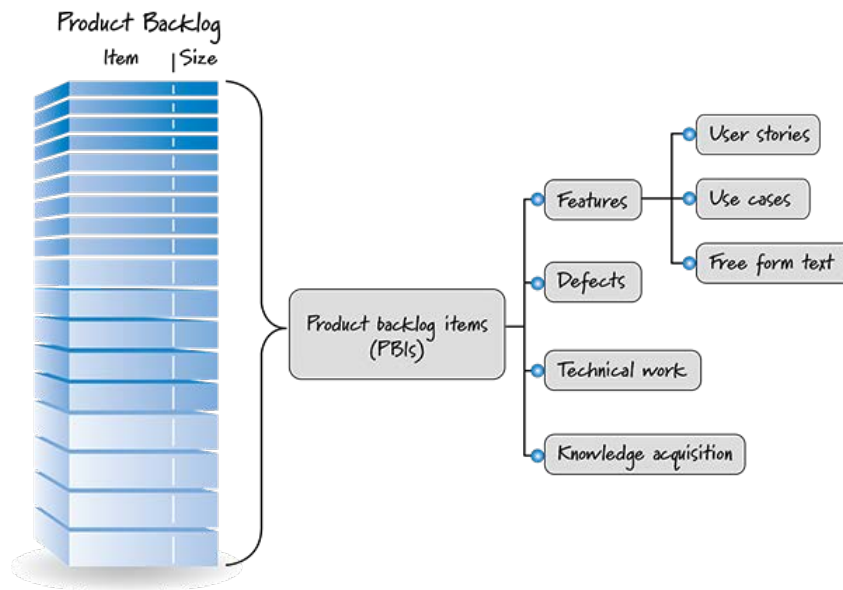 Product Backlog
Item | Size
Product backlog items
(PBIs)
Features
Defects
Technical work
Knowledge acquisition
User stories
Use cases
Free form text